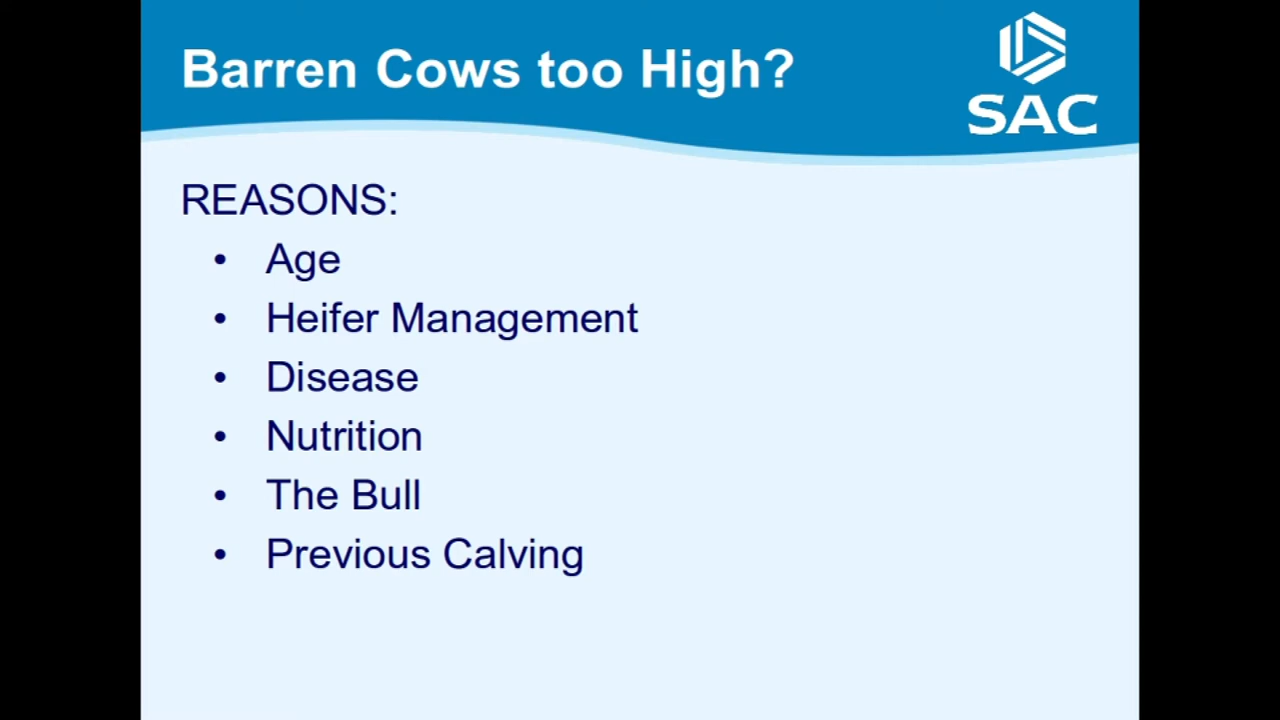 Barren Cows too High?
SAC
REASONS:
• Age
• Heifer Management
• Disease
• Nutrition
• The Bull
• Previous Calving